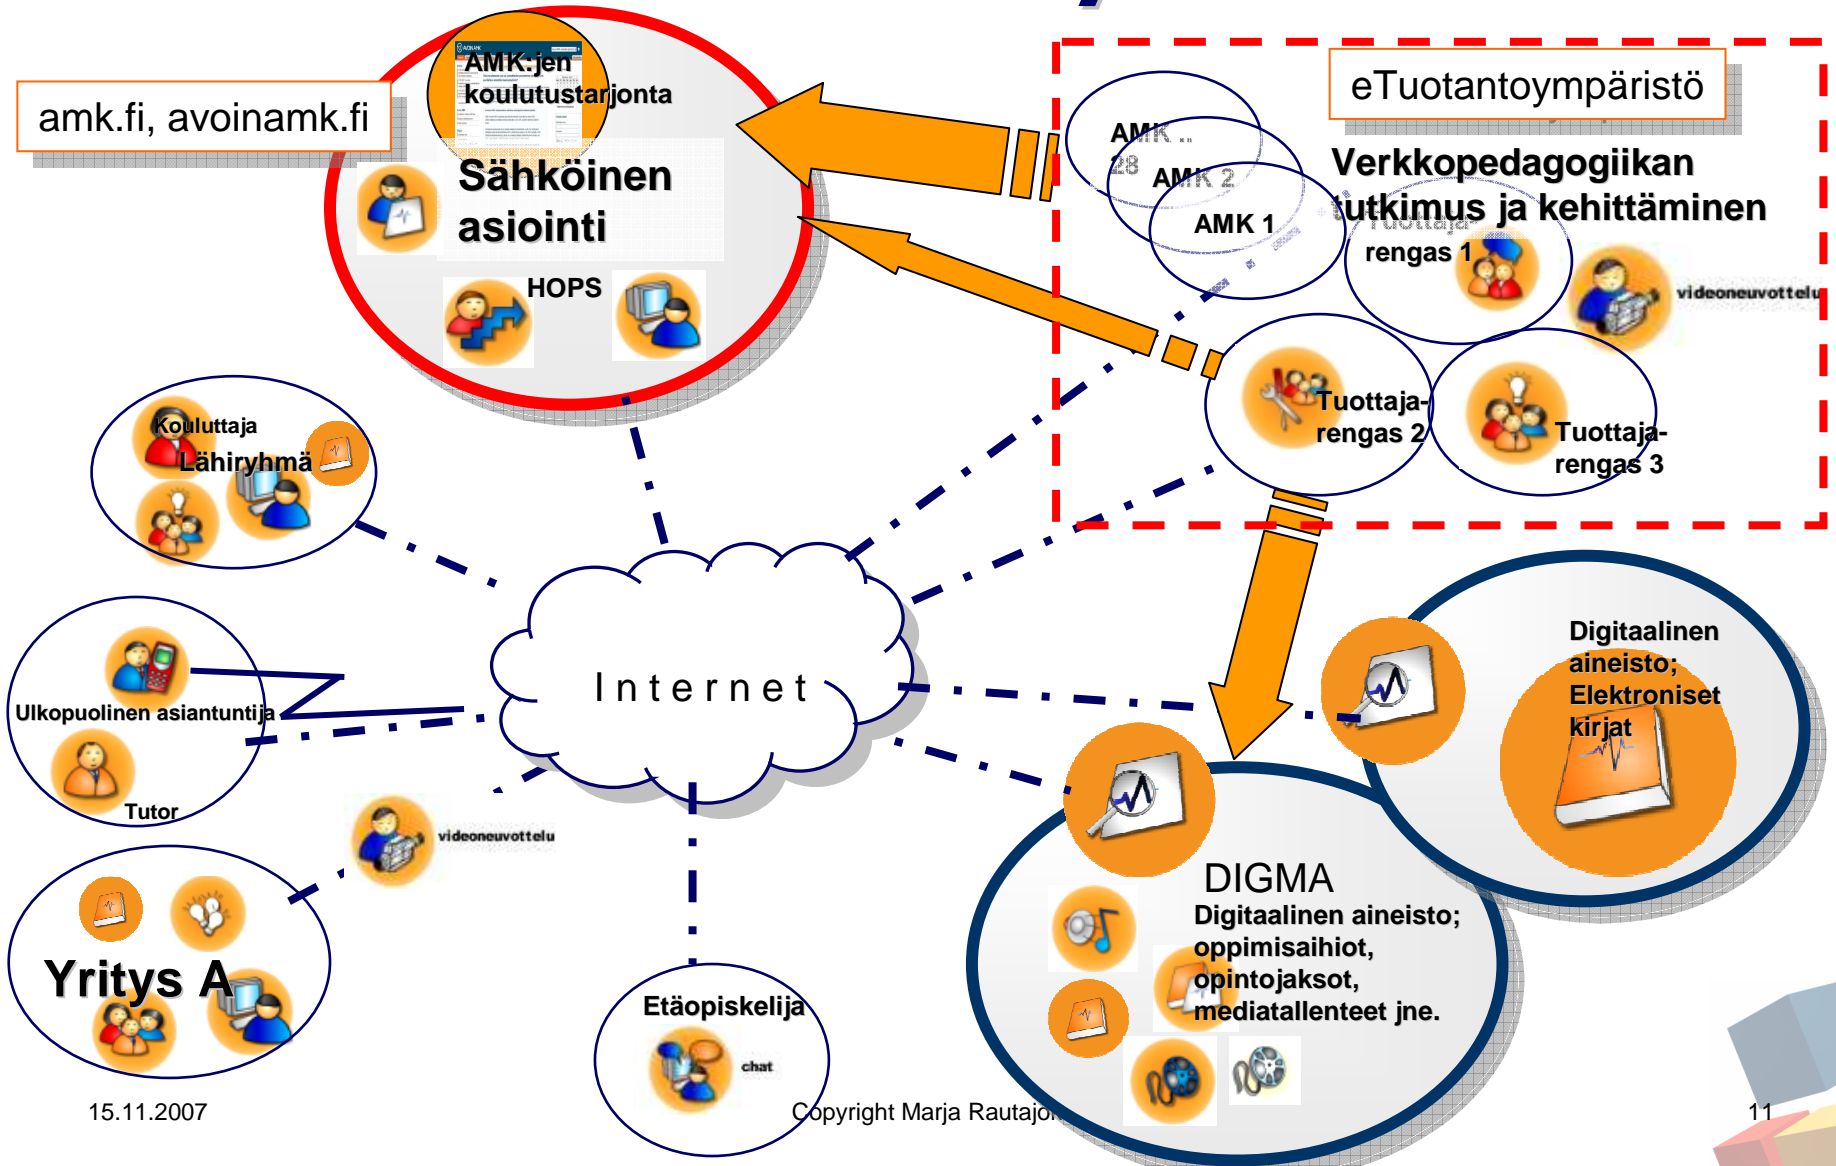 amk.fi, avoinamk.fi
AMK:jen
koulutustarjonta
Sähköinen
asiointi
HOPS
eTuotantoympäristö
Verkkopedagogiikan
tutkimus ja kehittäminen
AMK ..
28
AMK 2
AMK 1
Tuottaja-
rengas 1
videoneuvottelu
Tuottaja-
rengas 2
Tuottaja-
rengas 3
Kouluttaja
Lähiryhmä
Ulkopuolinen asiantuntija
Tutor
Internet
videoneuvottelu
Yritys A
Etäopiskelija
chat
Digitaalinen
aineisto;
Elektroniset
kirjat
DIGMA
Digitaalinen aineisto;
oppimisaihiot,
opintojaksot,
mediatallenteet jne.
15.11.2007
Copyright Marja
11